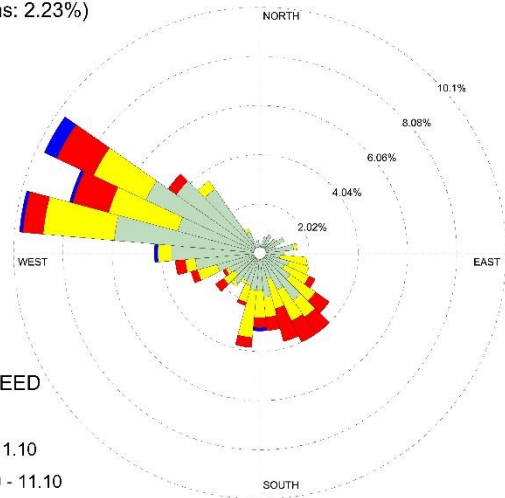 NORTH
10.1%
8.08%
6.06%
4.04%
2.02%
WEST
EAST
EED
1.10
- 11.10
SOUTH
2.23%)